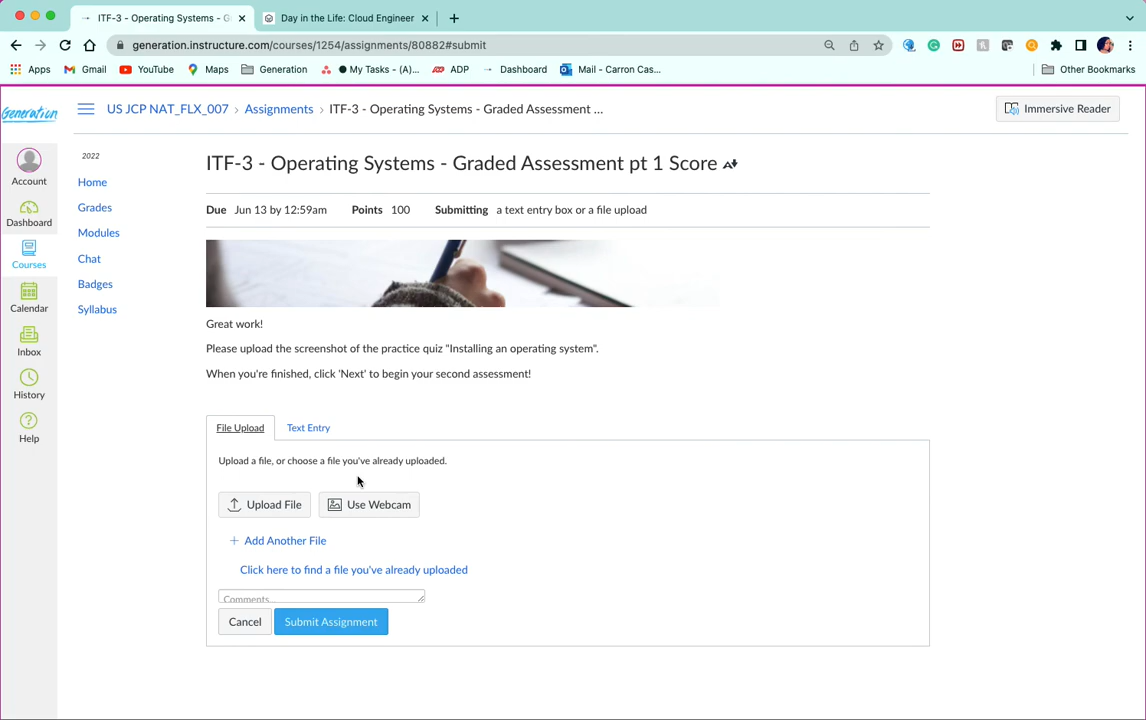 ITF-3 - Operating Systems - G
Day in the Life: Cloud Engineer
generation.instructure.com/courses/1254/assignments/80882#submit
Apps
Gmail
YouTube
Maps
Generation
My Tasks - (A)...
ADP
Dashboard
Mail - Carron Cas...
Other Bookmarks
Generation
US JCP NAT_FLX_007 > Assignments > ITF-3 - Operating Systems - Graded Assessment ...
Immersive Reader
Account
Dashboard
Courses
Calendar
Inbox
History
Help
2022
Home
Grades
Modules
Chat
Badges
Syllabus
ITF-3 - Operating Systems - Graded Assessment pt 1 Score
Due Jun 13 by 12:59am Points 100 Submitting a text entry box or a file upload
Great work!
Please upload the screenshot of the practice quiz "Installing an operating system".
When you're finished, click 'Next' to begin your second assessment!
File Upload Text Entry
Upload a file, or choose a file you've already uploaded.
Upload File Use Webcam
+ Add Another File
Click here to find a file you've already uploaded
Comments...
Cancel Submit Assignment